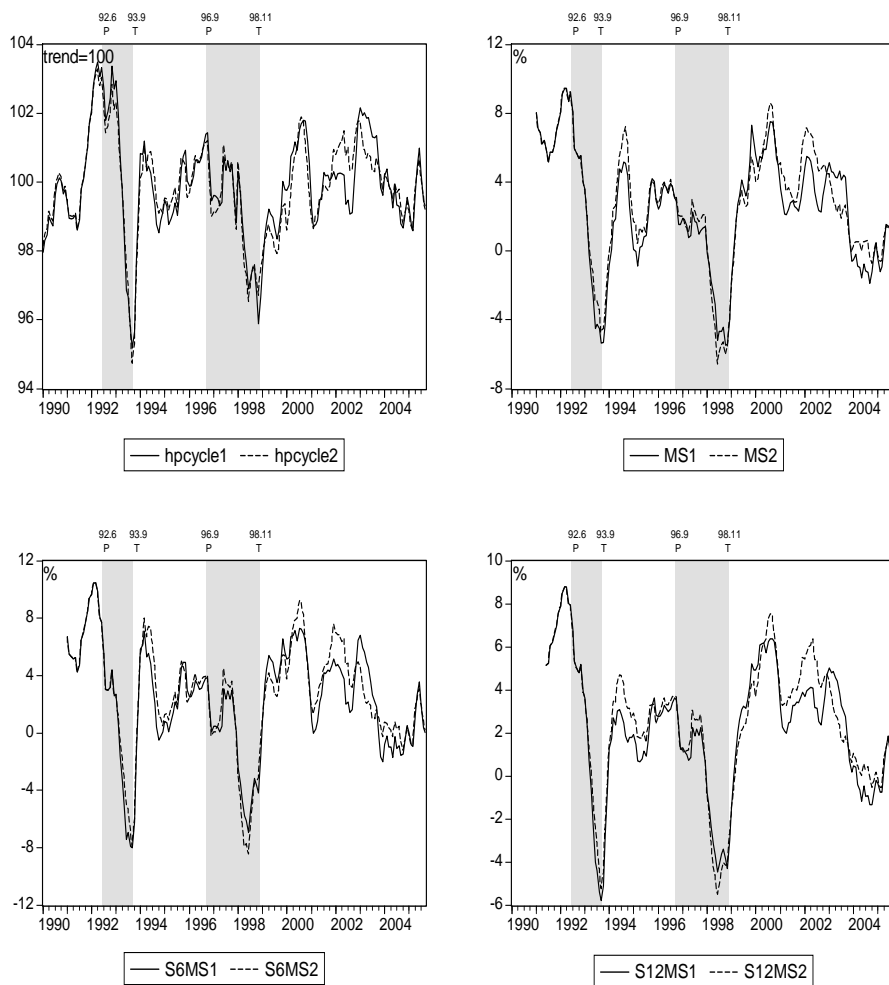 92.6 93.9 96.9 98.11
P T P T
104
trend=100
102
100
98
96
94
1990 1992 1994 1996 1998 2000 2002 2004
hpcycle1 hpcycle2
92.6 93.9 96.9 98.11
P T P T
12
%
8
4
0
-4
-8
1990 1992 1994 1996 1998 2000 2002 2004
MS1 MS2
92.6 93.9 96.9 98.11
P T P T
12
%
8
4
0
-4
-8
-12
1990 1992 1994 1996 1998 2000 2002 2004
S6MS1 S6MS2
92.6 93.9 96.9 98.11
P T P T
10
%
8
6
4
2
0
-2
-4
-6
1990 1992 1994 1996 1998 2000 2002 2004
S12MS1 S12MS2